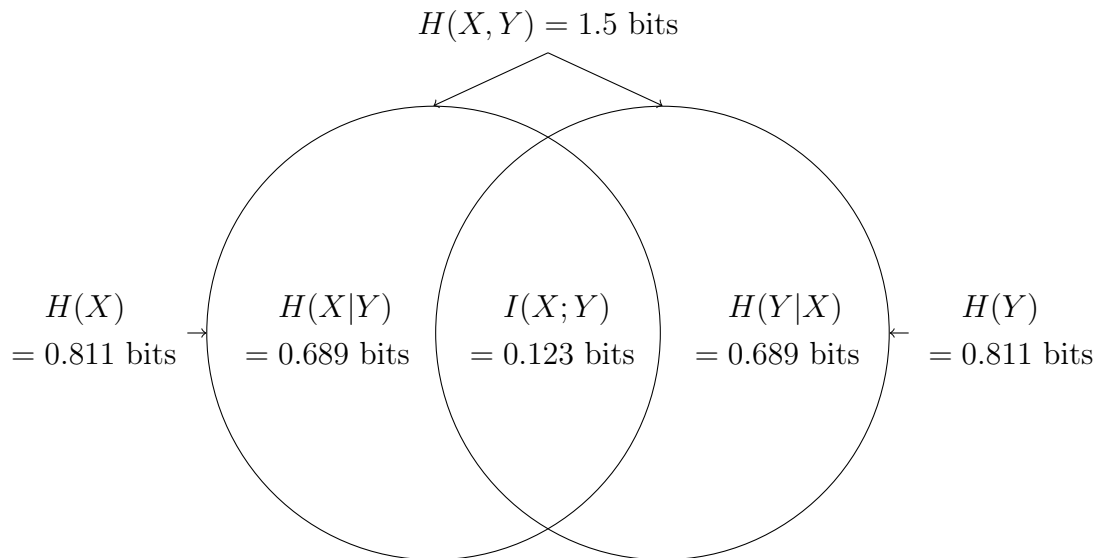 H(X, Y) = 1.5 bits
H(X)
= 0.811 bits
H(X|Y)
= 0.689 bits
I(X; Y)
= 0.123 bits
H(Y|X)
= 0.689 bits
H(Y)
= 0.811 bits